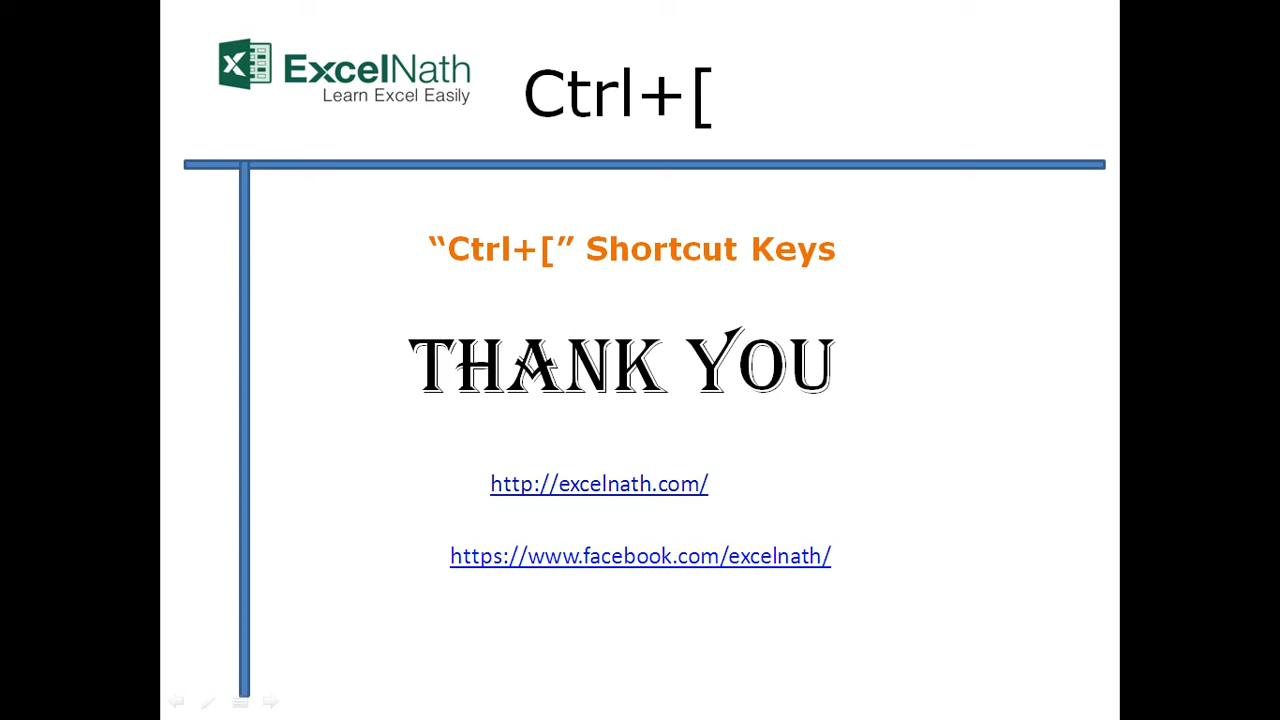 ExcelNath
Learn Excel Easily
Ctrl+[
“Ctrl+[” Shortcut Keys
THANK YOU
http://excelnath.com/
https://www.facebook.com/excelnath/